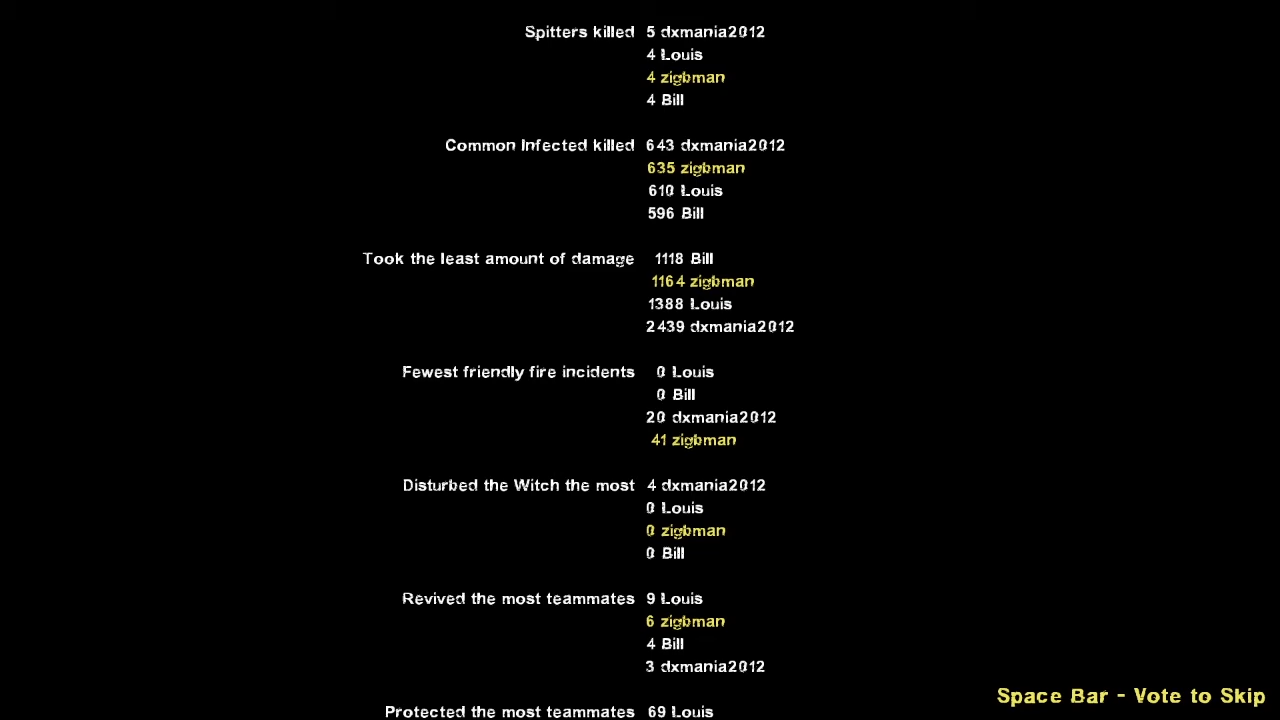 Spitters killed 5 dxmania2012
4 Louis
4 zigbman
4 Bill
Common Infected killed 643 dxmania2012
635 zigbman
610 Louis
596 Bill
Took the least amount of damage 1118 Bill
1164 zigbman
1388 Louis
2439 dxmania2012
Fewest friendly fire incidents 0 Louis
0 Bill
20 dxmania2012
41 zigbman
Disturbed the Witch the most 4 dxmania2012
0 Louis
0 zigbman
0 Bill
Revived the most teammates 9 Louis
6 zigbman
4 Bill
3 dxmania2012
Space Bar - Vote to Skip
Protected the most teammates 69 Louis